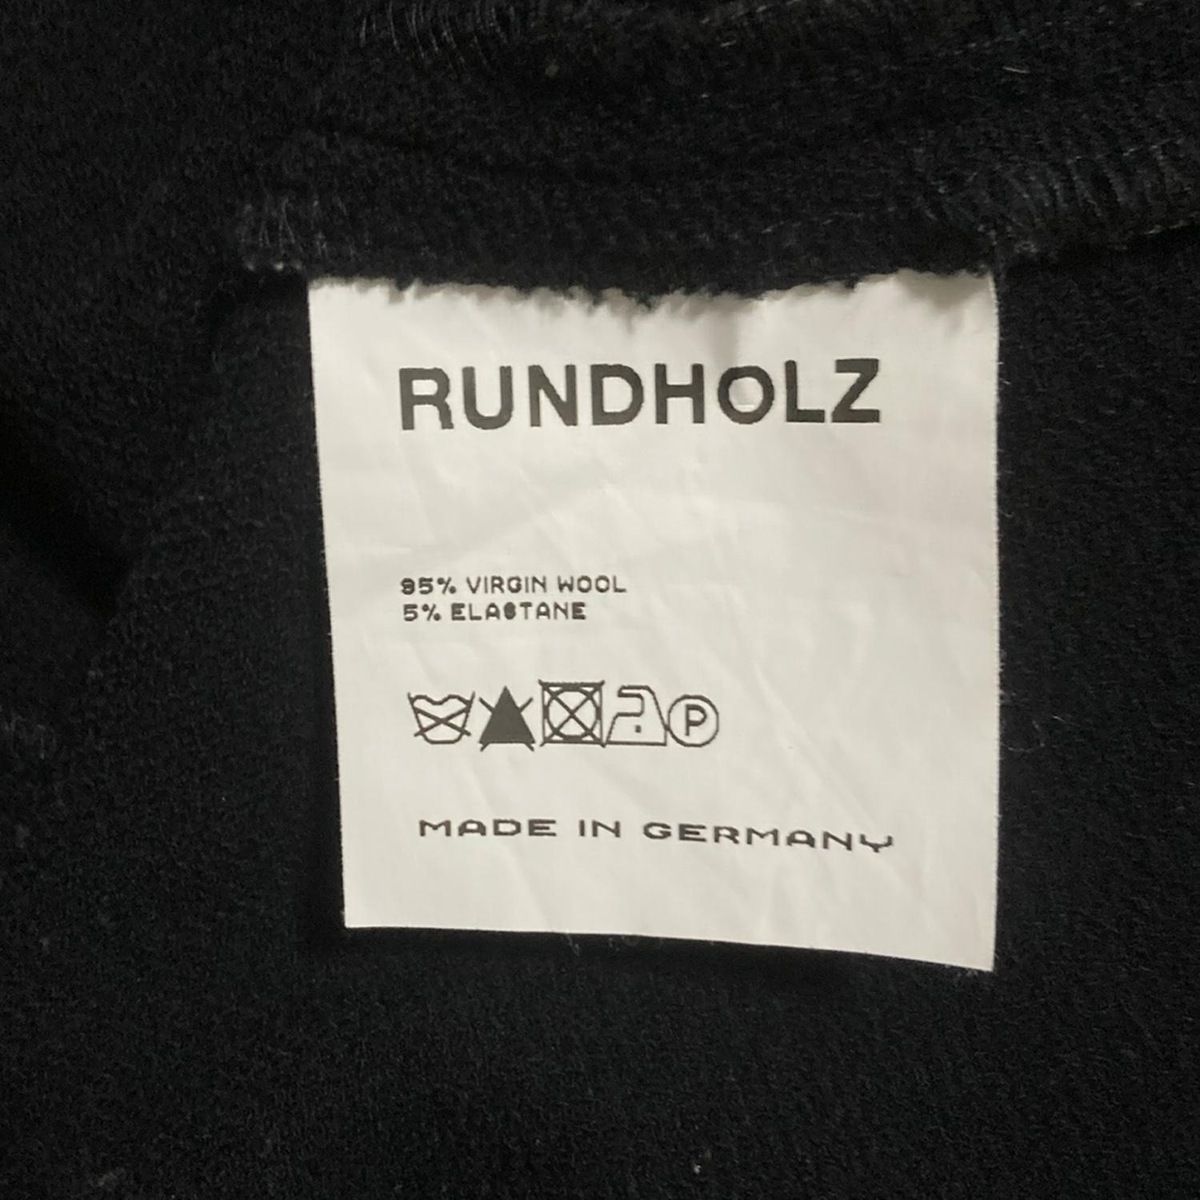 RUNDHOLZ
95% VIRGIN WOOL
5% ELASTANE
P
MADE IN GERMANY